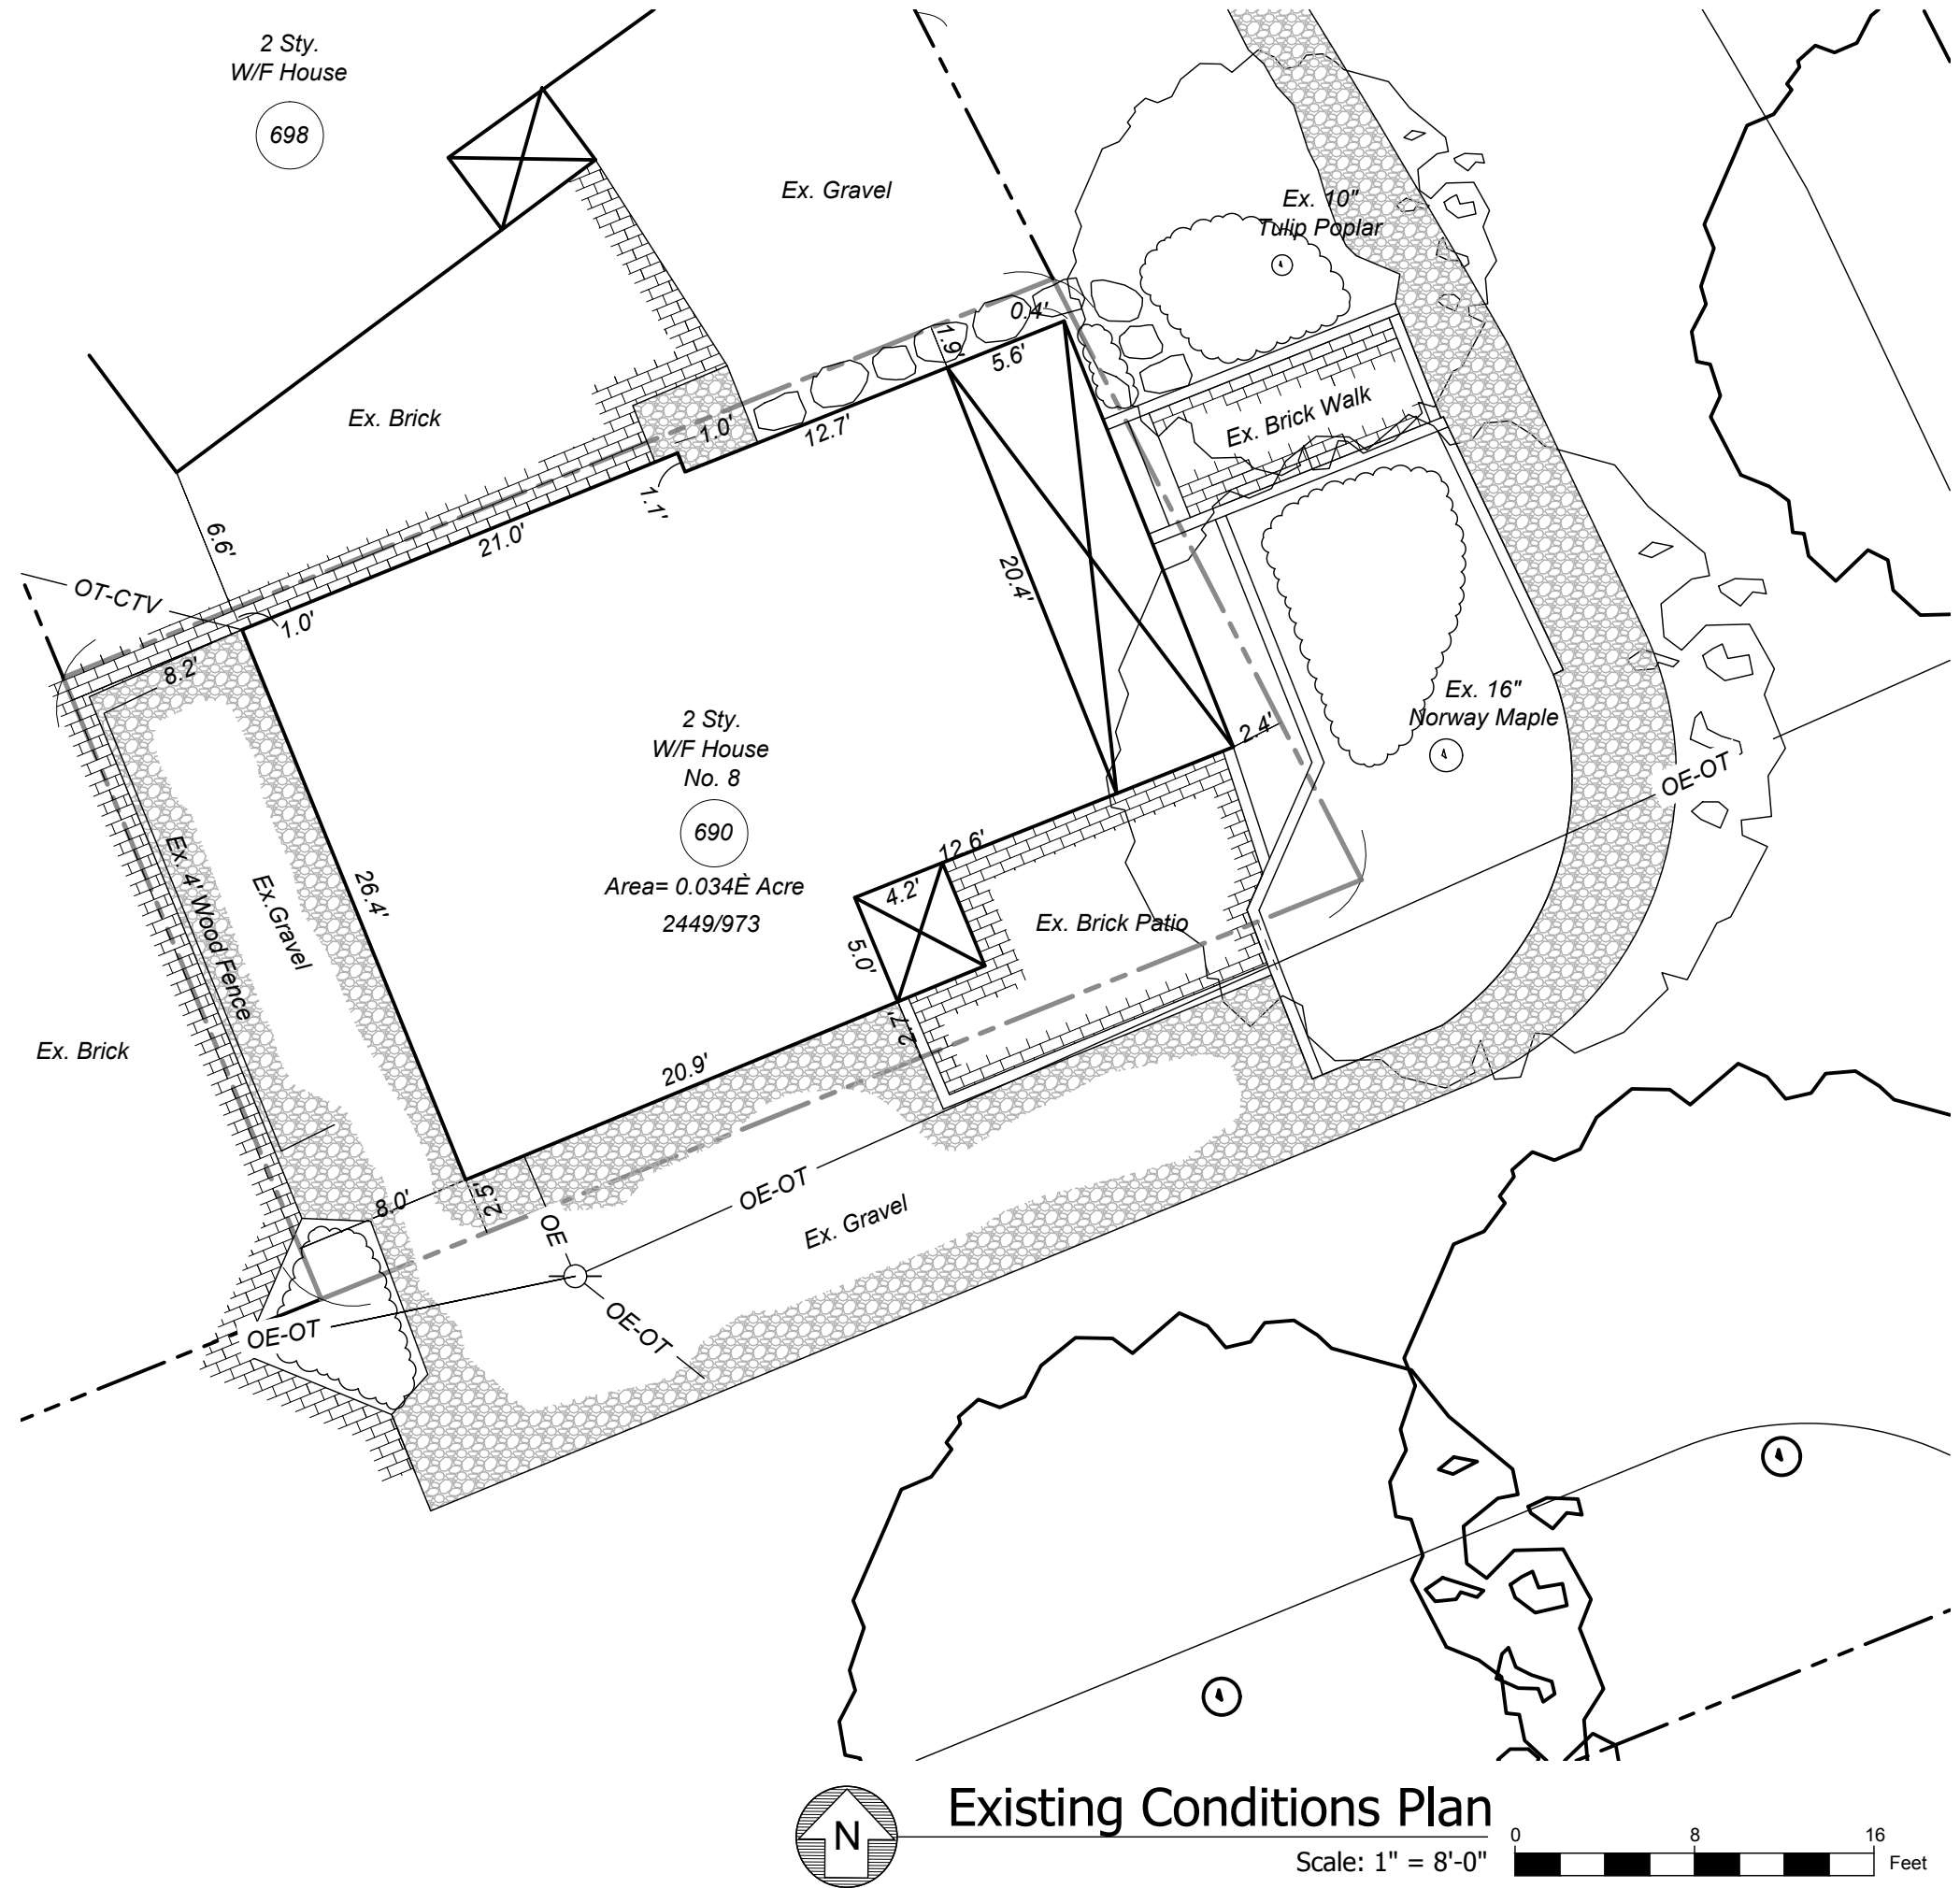 2 Sty.
W/F House
698
Ex. Gravel
Ex. 10"
Tulip Poplar
0.4'
1.9'
5.6'
Ex. Brick
1.0'
12.7'
Ex. Brick Walk
1.1'
6.6'
21.0'
OT-CTV
1.0'
20.4'
8.2'
Ex. 16"
Norway Maple
2.4'
OE-OT
2 Sty.
W/F House
No. 8
690
Area= 0.034È Acre
2449/973
12.6'
4.2'
5.0'
Ex. Brick Patio
26.4'
Ex.Gravel
Ex. 4' Wood Fence
Ex. Brick
2.7'
20.9'
OE-OT
8.0'
2.5'
OE
Ex. Gravel
OE-OT
OE-OT
N
Existing Conditions Plan
Scale: 1" = 8'-0"
0 8 16
Feet